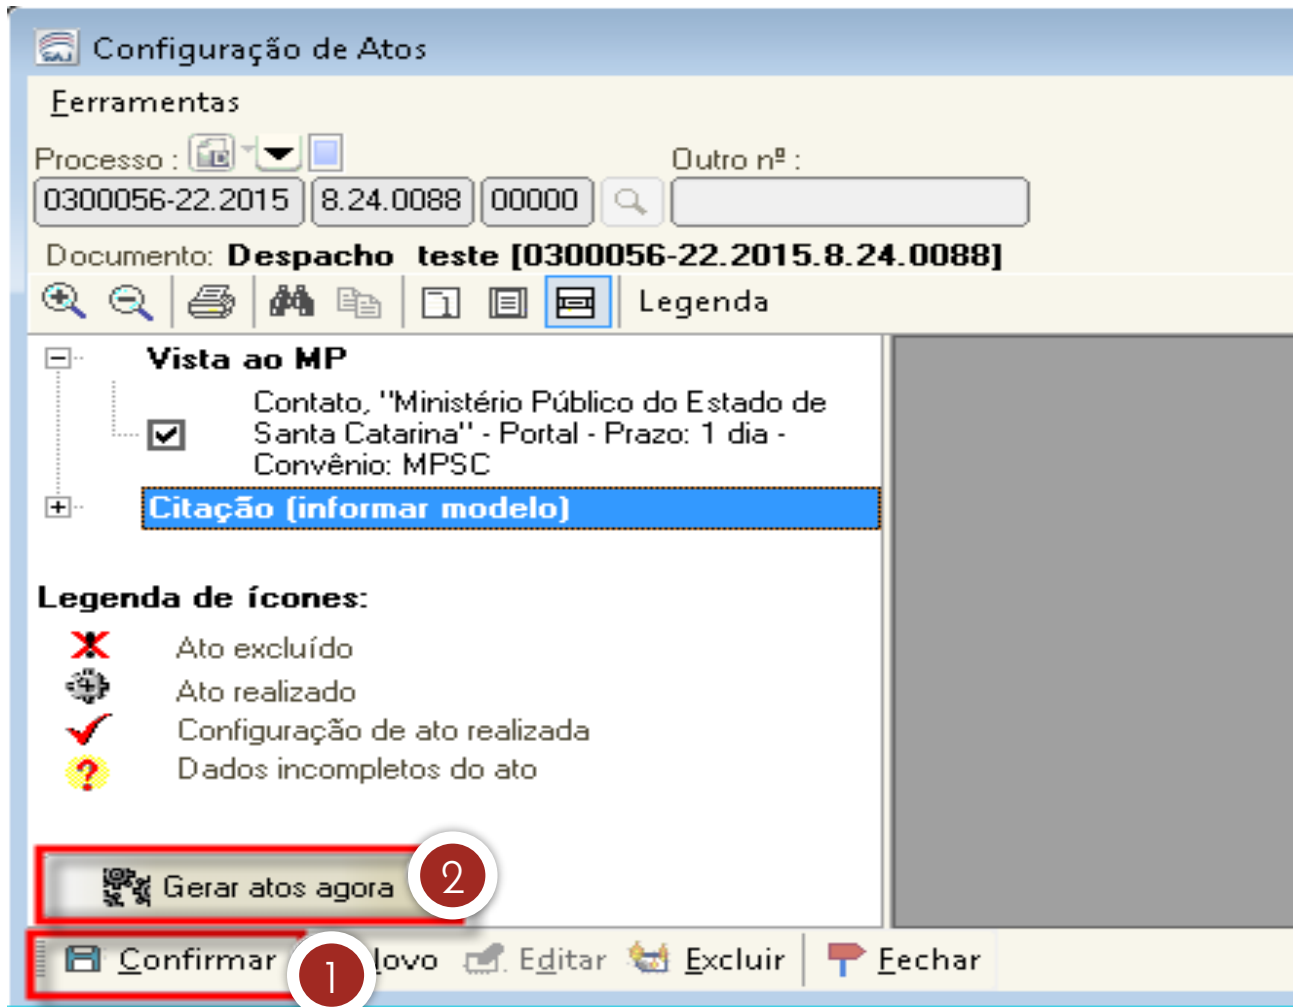 Configuração de Atos
Ferramentas
Processo :
Outro nº :
0300056-22.2015 8.24.0088 00000
Documento: Despacho teste [0300056-22.2015.8.24.0088]
Legenda
Vista ao MP
Contato, "Ministério Público do Estado de
Santa Catarina" - Portal - Prazo: 1 dia -
Convênio: MPSC
Citação (informar modelo)
Legenda de ícones:
Ato excluído
Ato realizado
Configuração de ato realizada
Dados incompletos do ato
Gerar atos agora 2
Confirmar 1 ovo Editar Excluir Fechar